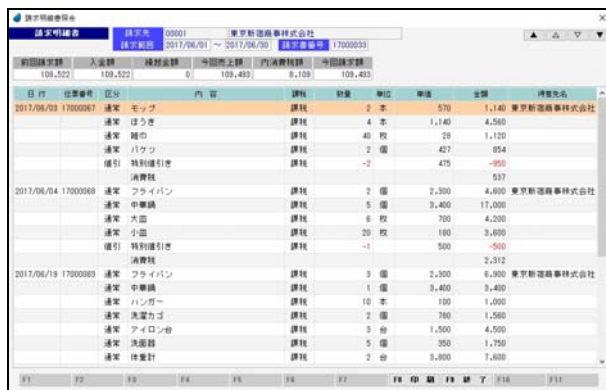 請求明細書照会
請求明細書 請求先 00001 東京新宿商事株式会社
請求範囲 2017/06/01 ～ 2017/06/30 請求書番号 17000033
前回請求額 入金額 繰越金額 今回売上額 内消費税額 今回請求額
109,522 109,522 0 109,493 8,109 109,493
日付 伝票番号 区分 内容 課税 数量 単位 単価 金額 得意先名
2017/06/03 17000067 通常 モップ 課税 2 本 570 1,140 東京新宿商事株式会社
通常 ほうき 課税 4 本 1,140 4,560
通常 雑巾 課税 40 枚 28 1,120
通常 バケツ 課税 2 個 427 854
値引 特別値引き 課税 -2 475 -950
消費税 537
2017/06/04 17000068 通常 フライパン 課税 2 個 2,300 4,600 東京新宿商事株式会社
通常 中華鍋 課税 5 個 3,400 17,000
通常 大皿 課税 6 枚 700 4,200
通常 小皿 課税 20 枚 180 3,600
値引 特別値引き 課税 -1 500 -500
消費税 2,312
2017/06/19 17000069 通常 フライパン 課税 3 個 2,300 6,900 東京新宿商事株式会社
通常 中華鍋 課税 1 個 3,400 3,400
通常 ハンガー 課税 10 本 100 1,000
通常 洗濯カゴ 課税 2 個 780 1,560
通常 アイロン台 課税 3 台 1,500 4,500
通常 洗面器 課税 5 個 350 1,750
通常 体重計 課税 2 台 3,800 7,600
F1 F2 F3 F4 F5 F6 F7 F8 印刷 F9 終了 F10 F11